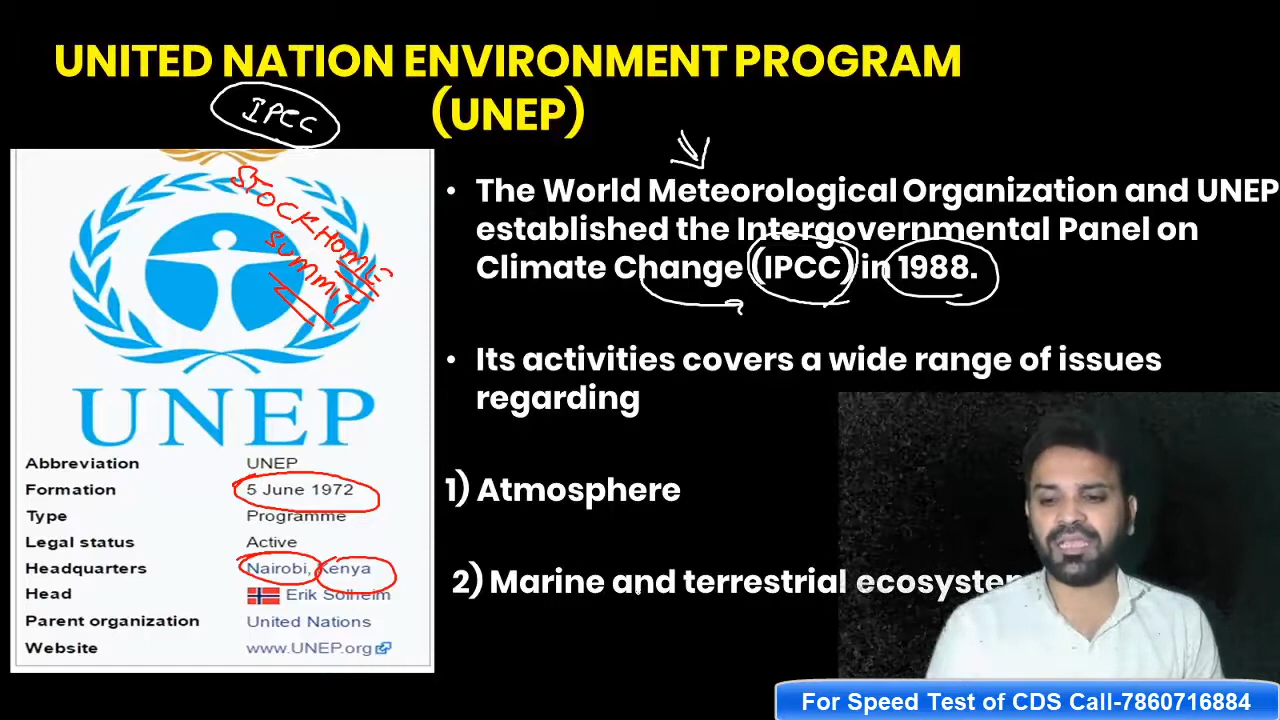 UNITED NATION ENVIRONMENT PROGRAM
(UNEP)
IPCC
STOCKHOLM
SUMMIT
UNEP
Abbreviation UNEP
Formation 5 June 1972
Type Programme
Legal status Active
Headquarters Nairobi, Kenya
Head Erik Solheim
Parent organization United Nations
Website www.UNEP.org
• The World Meteorological Organization and UNEP
established the Intergovernmental Panel on
Climate Change (IPCC) in 1988.
• Its activities covers a wide range of issues
regarding
1) Atmosphere
2) Marine and terrestrial
For Speed Test of CDS Call-7860716884